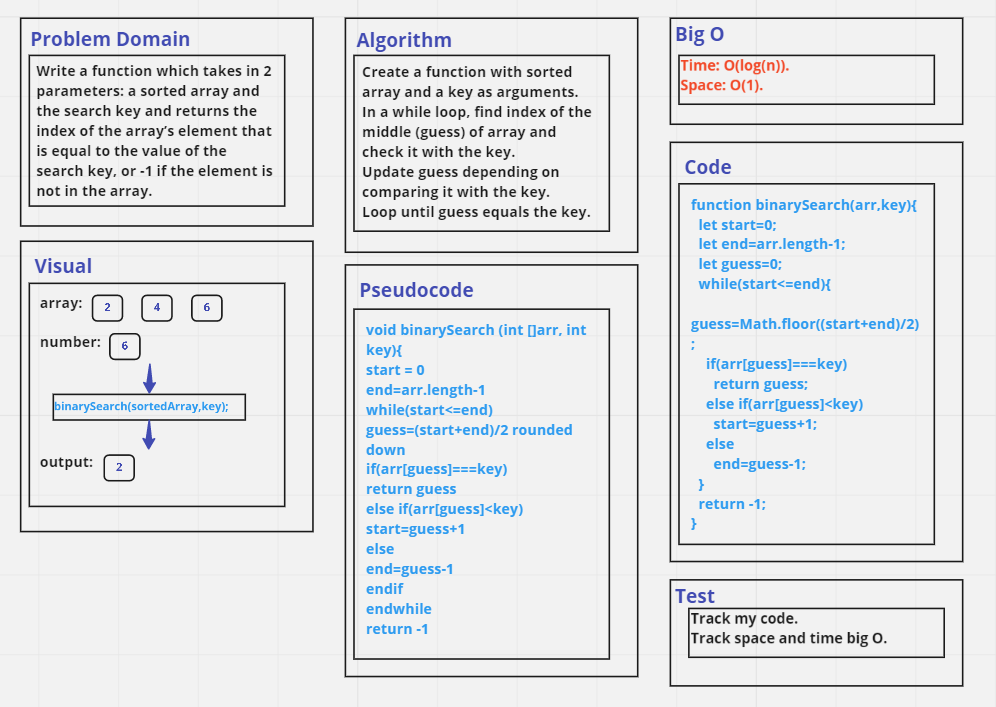 Problem Domain
Write a function which takes in 2
parameters: a sorted array and
the search key and returns the
index of the array's element that
is equal to the value of the
search key, or -1 if the element is
not in the array.
Visual
array: 2 4 6
number: 6
binarySearch(sortedArray,key);
output: 2
Algorithm
Create a function with sorted
array and a key as arguments.
In a while loop, find index of the
middle (guess) of array and
check it with the key.
Update guess depending on
comparing it with the key.
Loop until guess equals the key.
Pseudocode
void binarySearch (int []arr, int
key){
start = 0
end=arr.length-1
while(start<=end)
guess=(start+end)/2 rounded
down
if(arr[guess]===key)
return guess
else if(arr[guess]<key)
start=guess+1
else
end=guess-1
endif
endwhile
return -1
Big O
Time: O(log(n)).
Space: O(1).
Code
function binarySearch(arr,key){
let start=0;
let end=arr.length-1;
let guess=0;
while(start<=end){
guess=Math.floor((start+end)/2)
;
if(arr[guess]===key)
return guess;
else if(arr[guess]<key)
start=guess+1;
else
end=guess-1;
}
return -1;
}
Test
Track my code.
Track space and time big O.